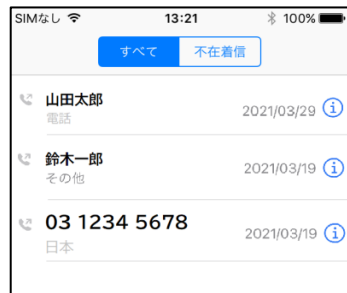 SIMなし 13:21 100%
すべて 不在着信
山田太郎
電話 2021/03/29
鈴木一郎
その他 2021/03/19
03 1234 5678
日本 2021/03/19